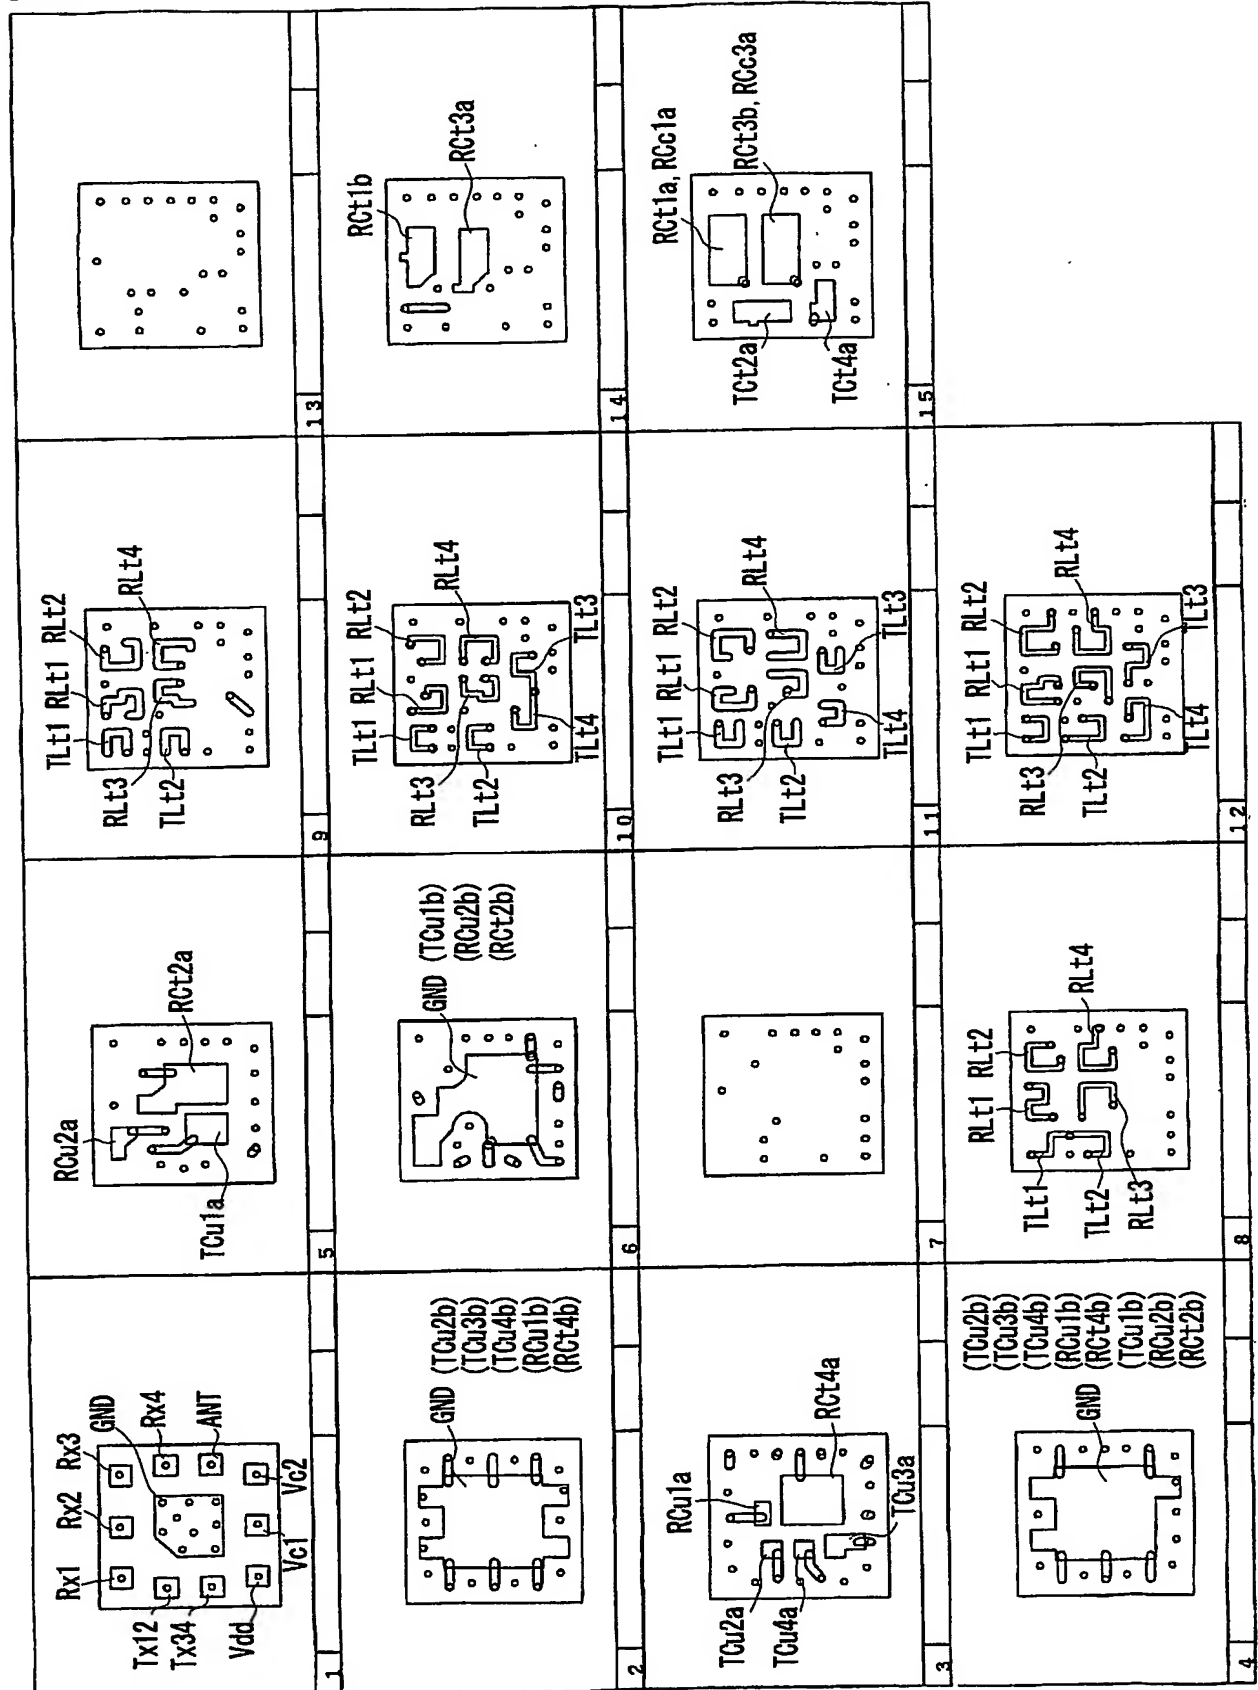 Rx1
Rx2
Rx3
GND
Rx4
ANT
Tx12
Tx34
Vdd
Vc1
Vc2
1
GND
(TCu2b)
(TCu3b)
(TCu4b)
(RCu1b)
(RCt4b)
2
RCu1a
RCt4a
TCu2a
TCu4a
TCu3a
3
(TCu2b)
(TCu3b)
(TCu4b)
(RCu1b)
(RCt4b)
(TCu1b)
(RCu2b)
(RCt2b)
GND
4
RCu2a
RCt2a
TCu1a
5
GND
(TCu1b)
(RCu2b)
(RCt2b)
6
7
RLt1 RLt2
RLt4
TLt1
TLt2
RLt3
8
TLt1 RLt1 RLt2
RLt4
RLt3
TLt2
9
TLt1 RLt1 RLt2
RLt4
RLt3
TLt2
TLt4
TLt3
10
TLt1 RLt1 RLt2
RLt4
RLt3
TLt2
TLt4
TLt3
11
TLt1 RLt1 RLt2
RLt4
RLt3
TLt2
TLt4
TLt3
12
13
RCt1b
RCt3a
14
RCt1a, RCc1a
RCt3b, RCc3a
TCt2a
TCt4a
15